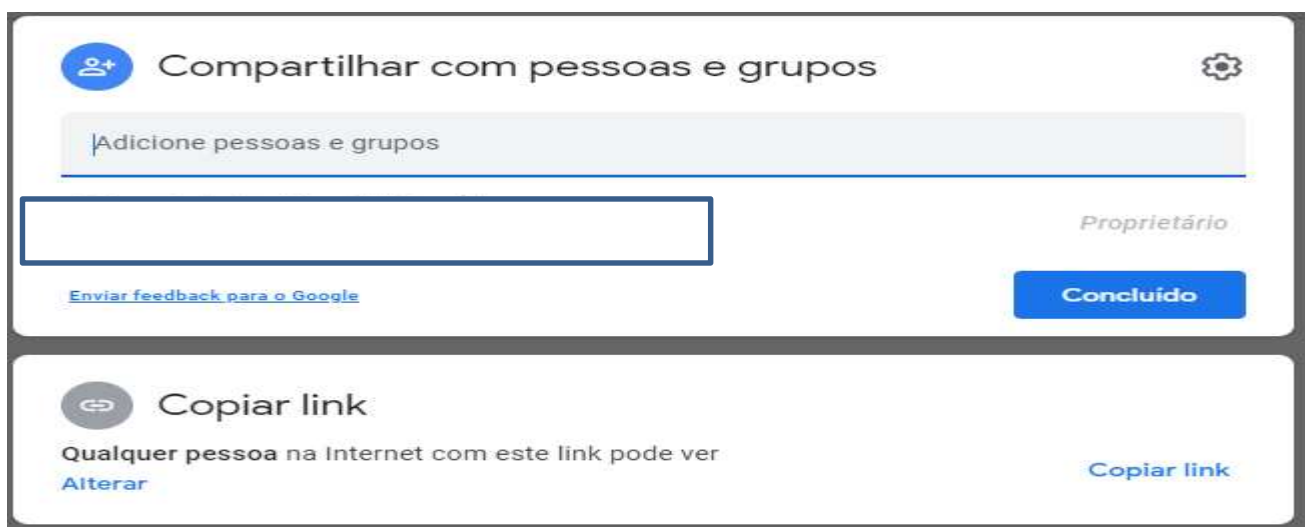 Compartilhar com pessoas e grupos
Adicione pessoas e grupos
Proprietário
Enviar feedback para o Google
Concluído
Copiar link
Qualquer pessoa na Internet com este link pode ver
Alterar
Copiar link